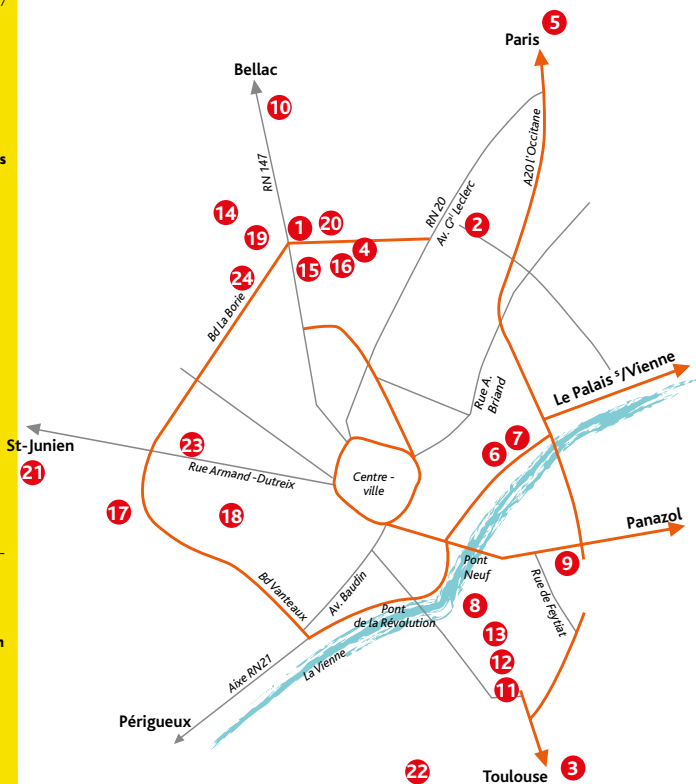 5
Paris
Bellac
10
RN 147
A20 l'Occitane
s
14
19
1
20
4
15
16
24
RN 20
Av. Gal Leclerc
2
Bd La Borie
Le Palais s/Vienne
Rue A.
Briand
St-Junien
21
23
Rue Armand -Dutreix
Centre -
ville
6
7
17
18
Panazol
Pont
Neuf
9
Rue de Feytiat
Bd Vanteaux
Av. Baudin
Pont
de la Révolution
8
13
12
11
n
La Vienne
Aixe RN21
Périgueux
22
Toulouse
3